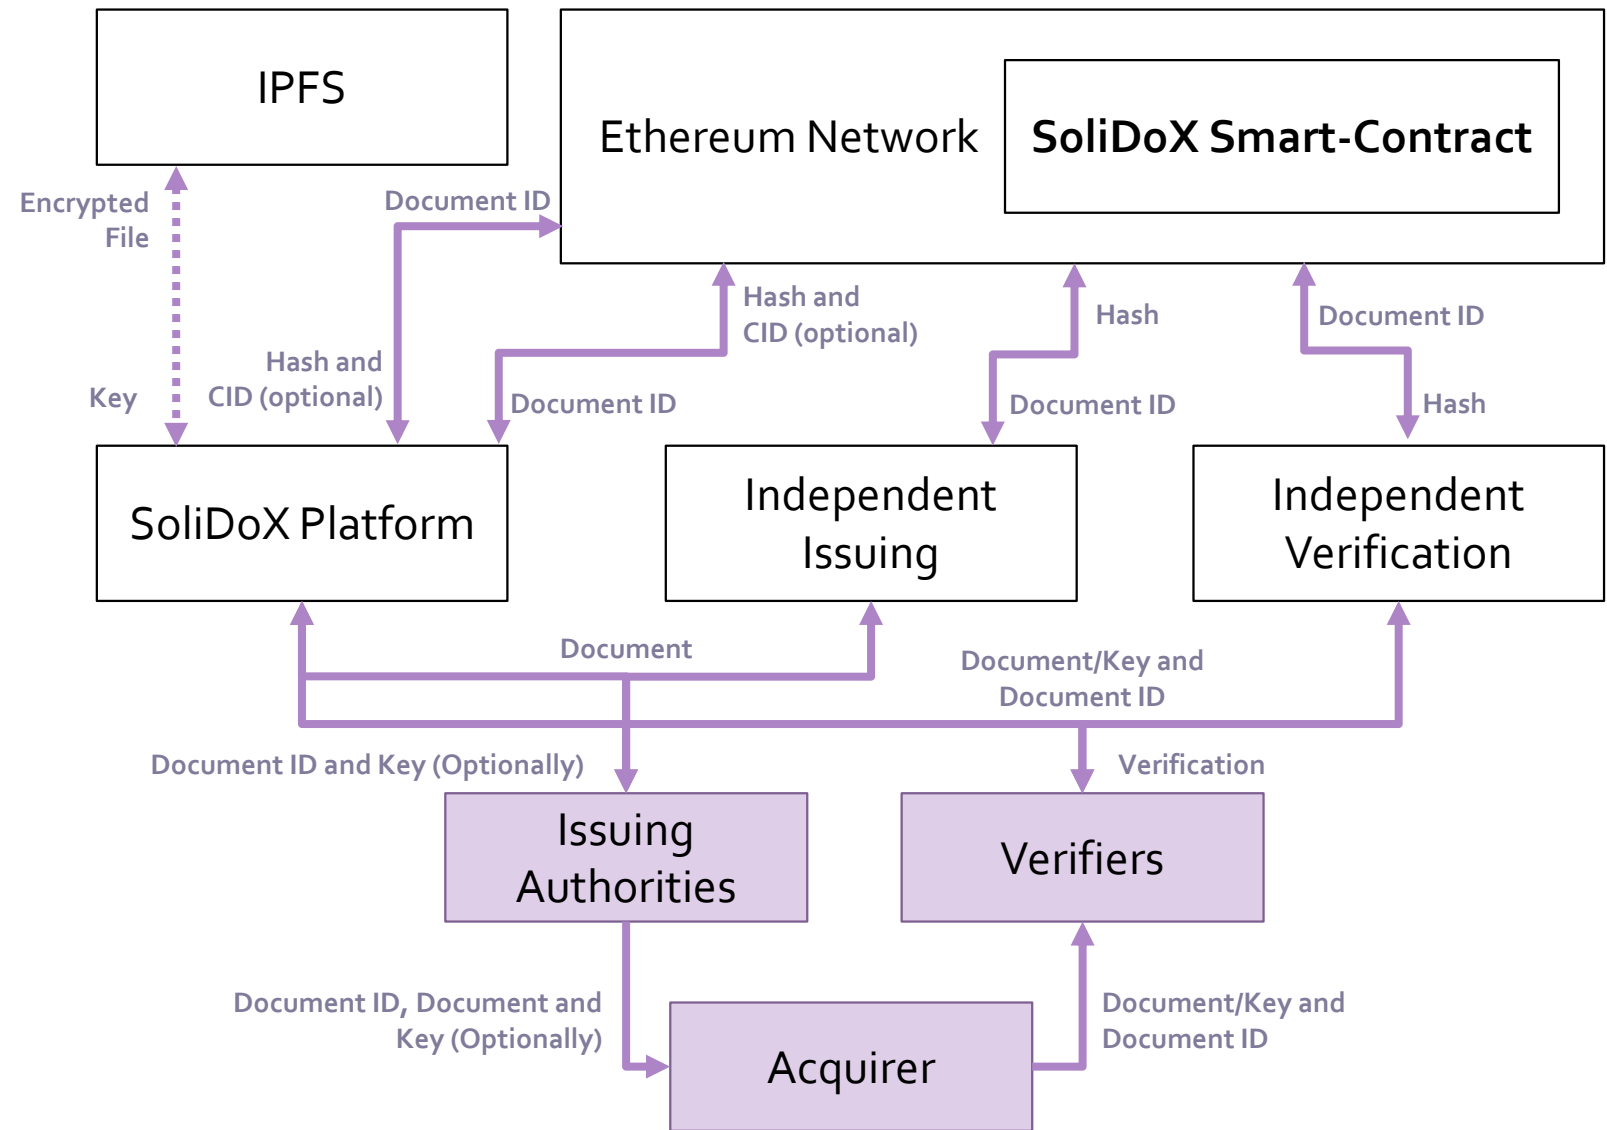 IPFS
Ethereum Network
SoliDoX Smart-Contract
Encrypted
File
Document ID
Hash and
CID (optional)
Hash
Document ID
Hash and
CID (optional)
Key
Document ID
Document ID
Hash
SoliDoX Platform
Independent
Issuing
Independent
Verification
Document
Document/Key and
Document ID
Document ID and Key (Optionally)
Verification
Issuing
Authorities
Verifiers
Document ID, Document and
Key (Optionally)
Document/Key and
Document ID
Acquirer